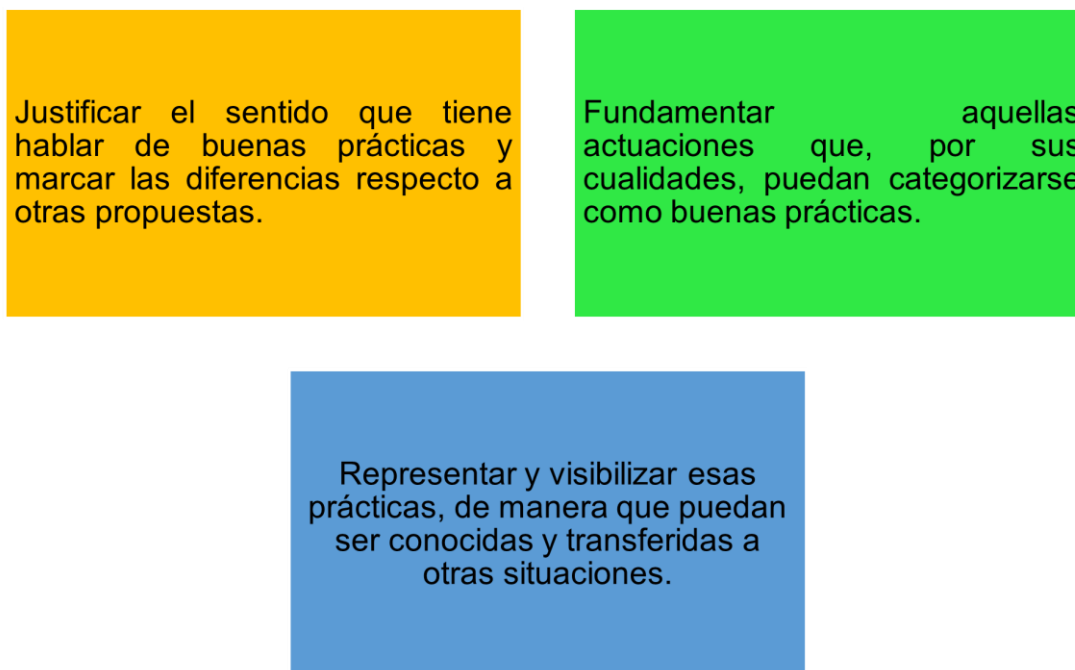 Justificar el sentido que tiene
hablar de buenas prácticas y
marcar las diferencias respecto a
otras propuestas.
Fundamentar aquellas
actuaciones que, por sus
cualidades, puedan categorizarse
como buenas prácticas.
Representar y visibilizar esas
prácticas, de manera que puedan
ser conocidas y transferidas a
otras situaciones.